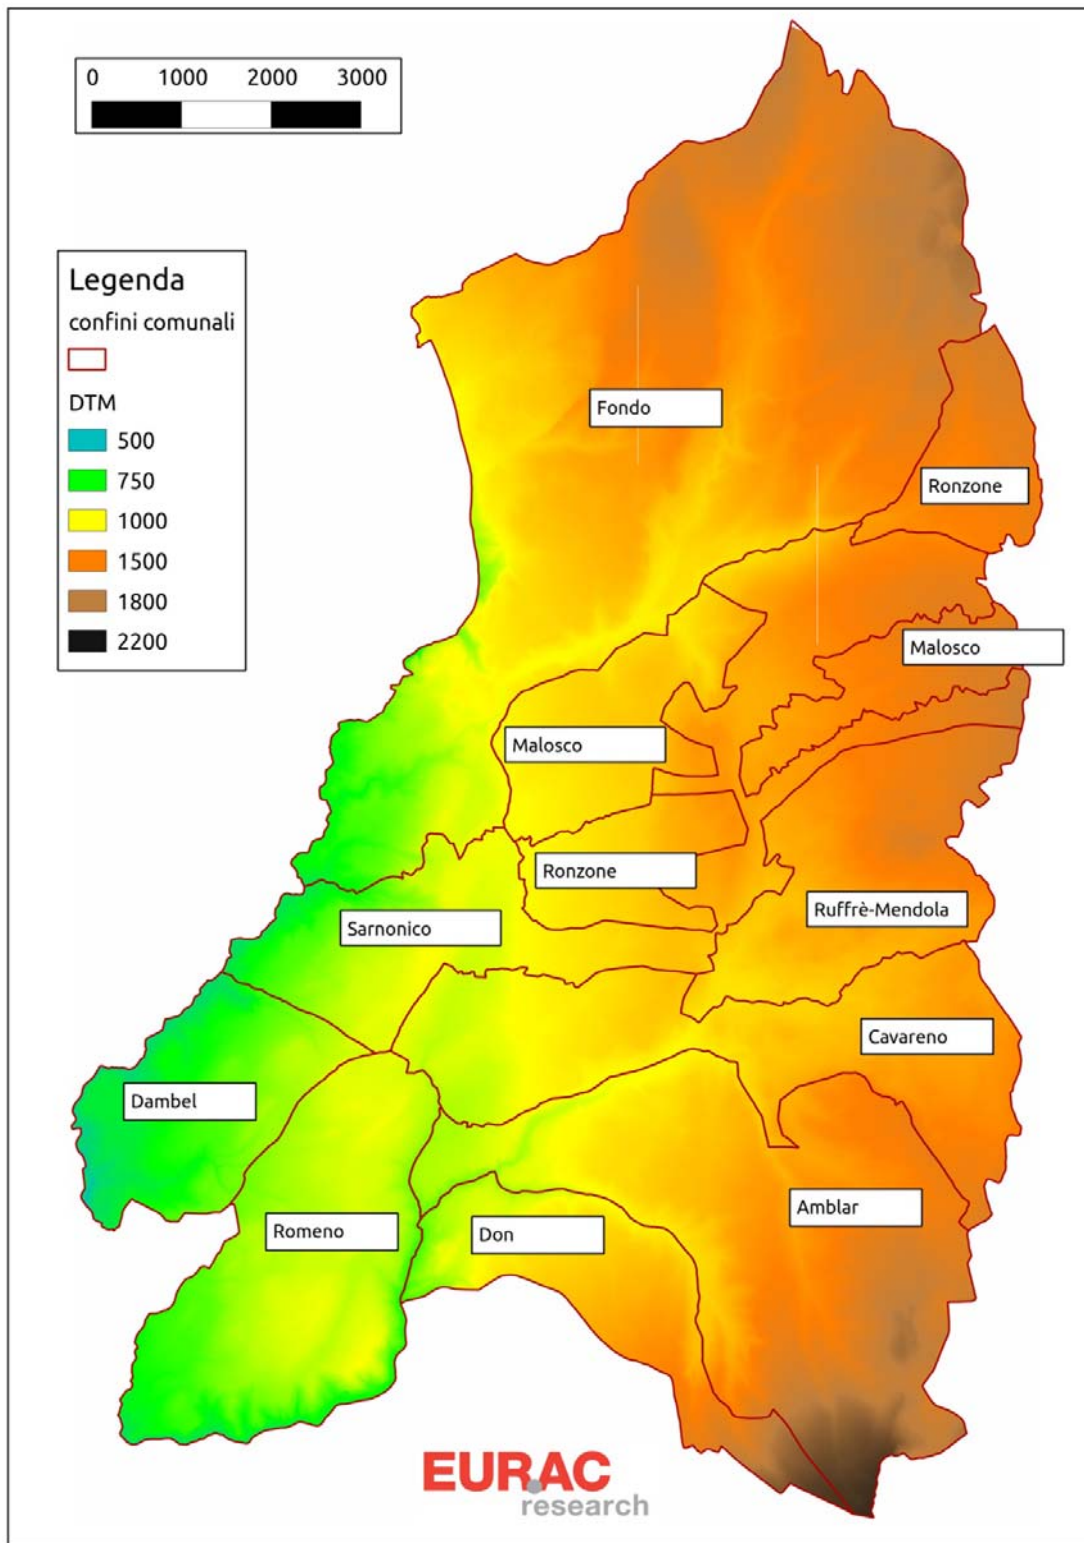 0 1000 2000 3000
Legenda
confini comunali
DTM
500
750
1000
1500
1800
2200
Fondo
Ronzone
Malosco
Malosco
Ronzone
Ruffrè-Mendola
Sarnonico
Cavareno
Dambel
Amblar
Romeno
Don
EURAC
research